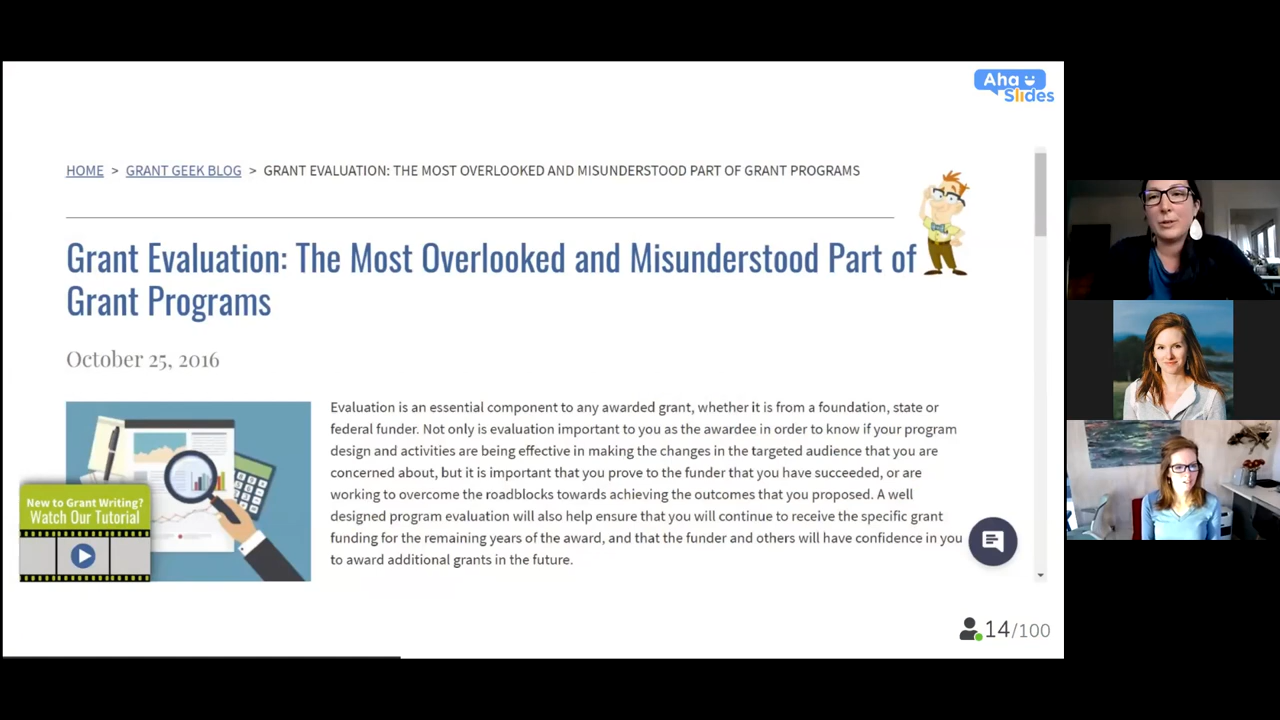 Aha
Slides
HOME > GRANT GEEK BLOG > GRANT EVALUATION: THE MOST OVERLOOKED AND MISUNDERSTOOD PART OF GRANT PROGRAMS
Grant Evaluation: The Most Overlooked and Misunderstood Part of
Grant Programs
October 25, 2016
Evaluation is an essential component to any awarded grant, whether it is from a foundation, state or
federal funder. Not only is evaluation important to you as the awardee in order to know if your program
design and activities are being effective in making the changes in the targeted audience that you are
concerned about, but it is important that you prove to the funder that you have succeeded, or are
working to overcome the roadblocks towards achieving the outcomes that you proposed. A well
designed program evaluation will also help ensure that you will continue to receive the specific grant
funding for the remaining years of the award, and that the funder and others will have confidence in you
to award additional grants in the future.
New to Grant Writing?
Watch Our Tutorial
14/100